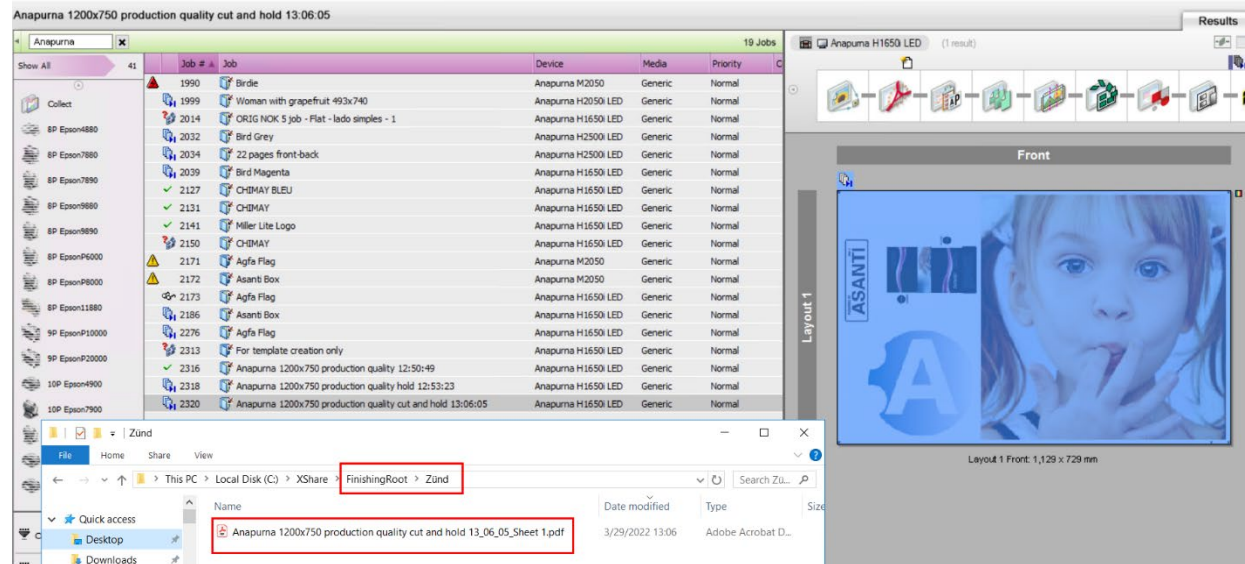 Anapurna 1200x750 production quality cut and hold 13:06:05
Results
Anapurna
19 Jobs
Anapurna H1650i LED (1 result)
Show All 41
Job # Job Device Media Priority C
1990 Birdie Anapurna M2050 Generic Normal
1999 Woman with grapefruit 493x740 Anapurna H2050i LED Generic Normal
2014 ORIG NOK 5 job - Flat - lado simples - 1 Anapurna H1650i LED Generic Normal
2032 Bird Grey Anapurna H2500i LED Generic Normal
2034 22 pages front-back Anapurna H2500i LED Generic Normal
2039 Bird Magenta Anapurna H1650i LED Generic Normal
2127 CHIMAY BLEU Anapurna H1650i LED Generic Normal
2131 CHIMAY Anapurna H1650i LED Generic Normal
2141 Miller Lite Logo Anapurna H1650i LED Generic Normal
2150 CHIMAY Anapurna H1650i LED Generic Normal
2171 Agfa Flag Anapurna M2050 Generic Normal
2172 Asanti Box Anapurna M2050 Generic Normal
2173 Agfa Flag Anapurna H1650i LED Generic Normal
2186 Asanti Box Anapurna H1650i LED Generic Normal
2276 Agfa Flag Anapurna H1650i LED Generic Normal
2313 For template creation only Anapurna H1650i LED Generic Normal
2316 Anapurna 1200x750 production quality 12:50:49 Anapurna H1650i LED Generic Normal
2318 Anapurna 1200x750 production quality hold 12:53:23 Anapurna H1650i LED Generic Normal
2320 Anapurna 1200x750 production quality cut and hold 13:06:05 Anapurna H1650i LED Generic Normal
Collect
8P Epson4880
8P Epson7880
8P Epson7890
8P Epson9880
8P Epson9890
8P EpsonP6000
8P EpsonP8000
8P Epson11880
9P EpsonP10000
9P EpsonP20000
10P Epson4900
10P Epson7900
Front
Layout 1
ASANTI
A
Layout 1 Front: 1,129 x 729 mm
Zünd
File Home Share View
This PC > Local Disk (C:) > XShare > FinishingRoot > Zünd
Search Zü...
Name Date modified Type Size
Quick access
Desktop
Downloads
Anapurna 1200x750 production quality cut and hold 13_06_05_Sheet 1.pdf 3/29/2022 13:06 Adobe Acrobat D...